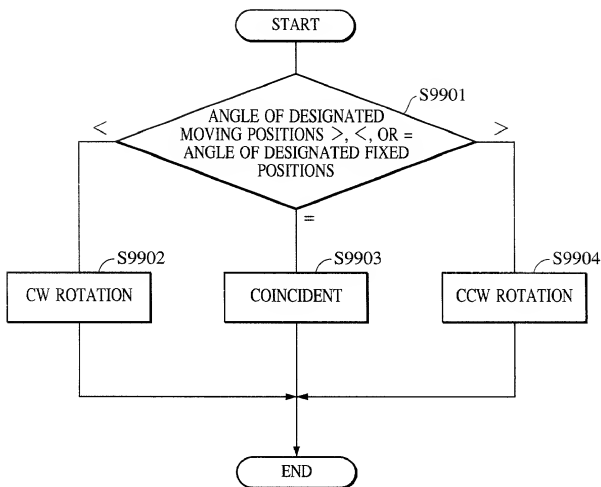 START
S9901
ANGLE OF DESIGNATED
MOVING POSITIONS >, <, OR =
ANGLE OF DESIGNATED FIXED
POSITIONS
<
>
=
S9902
S9903
S9904
CW ROTATION
COINCIDENT
CCW ROTATION
END